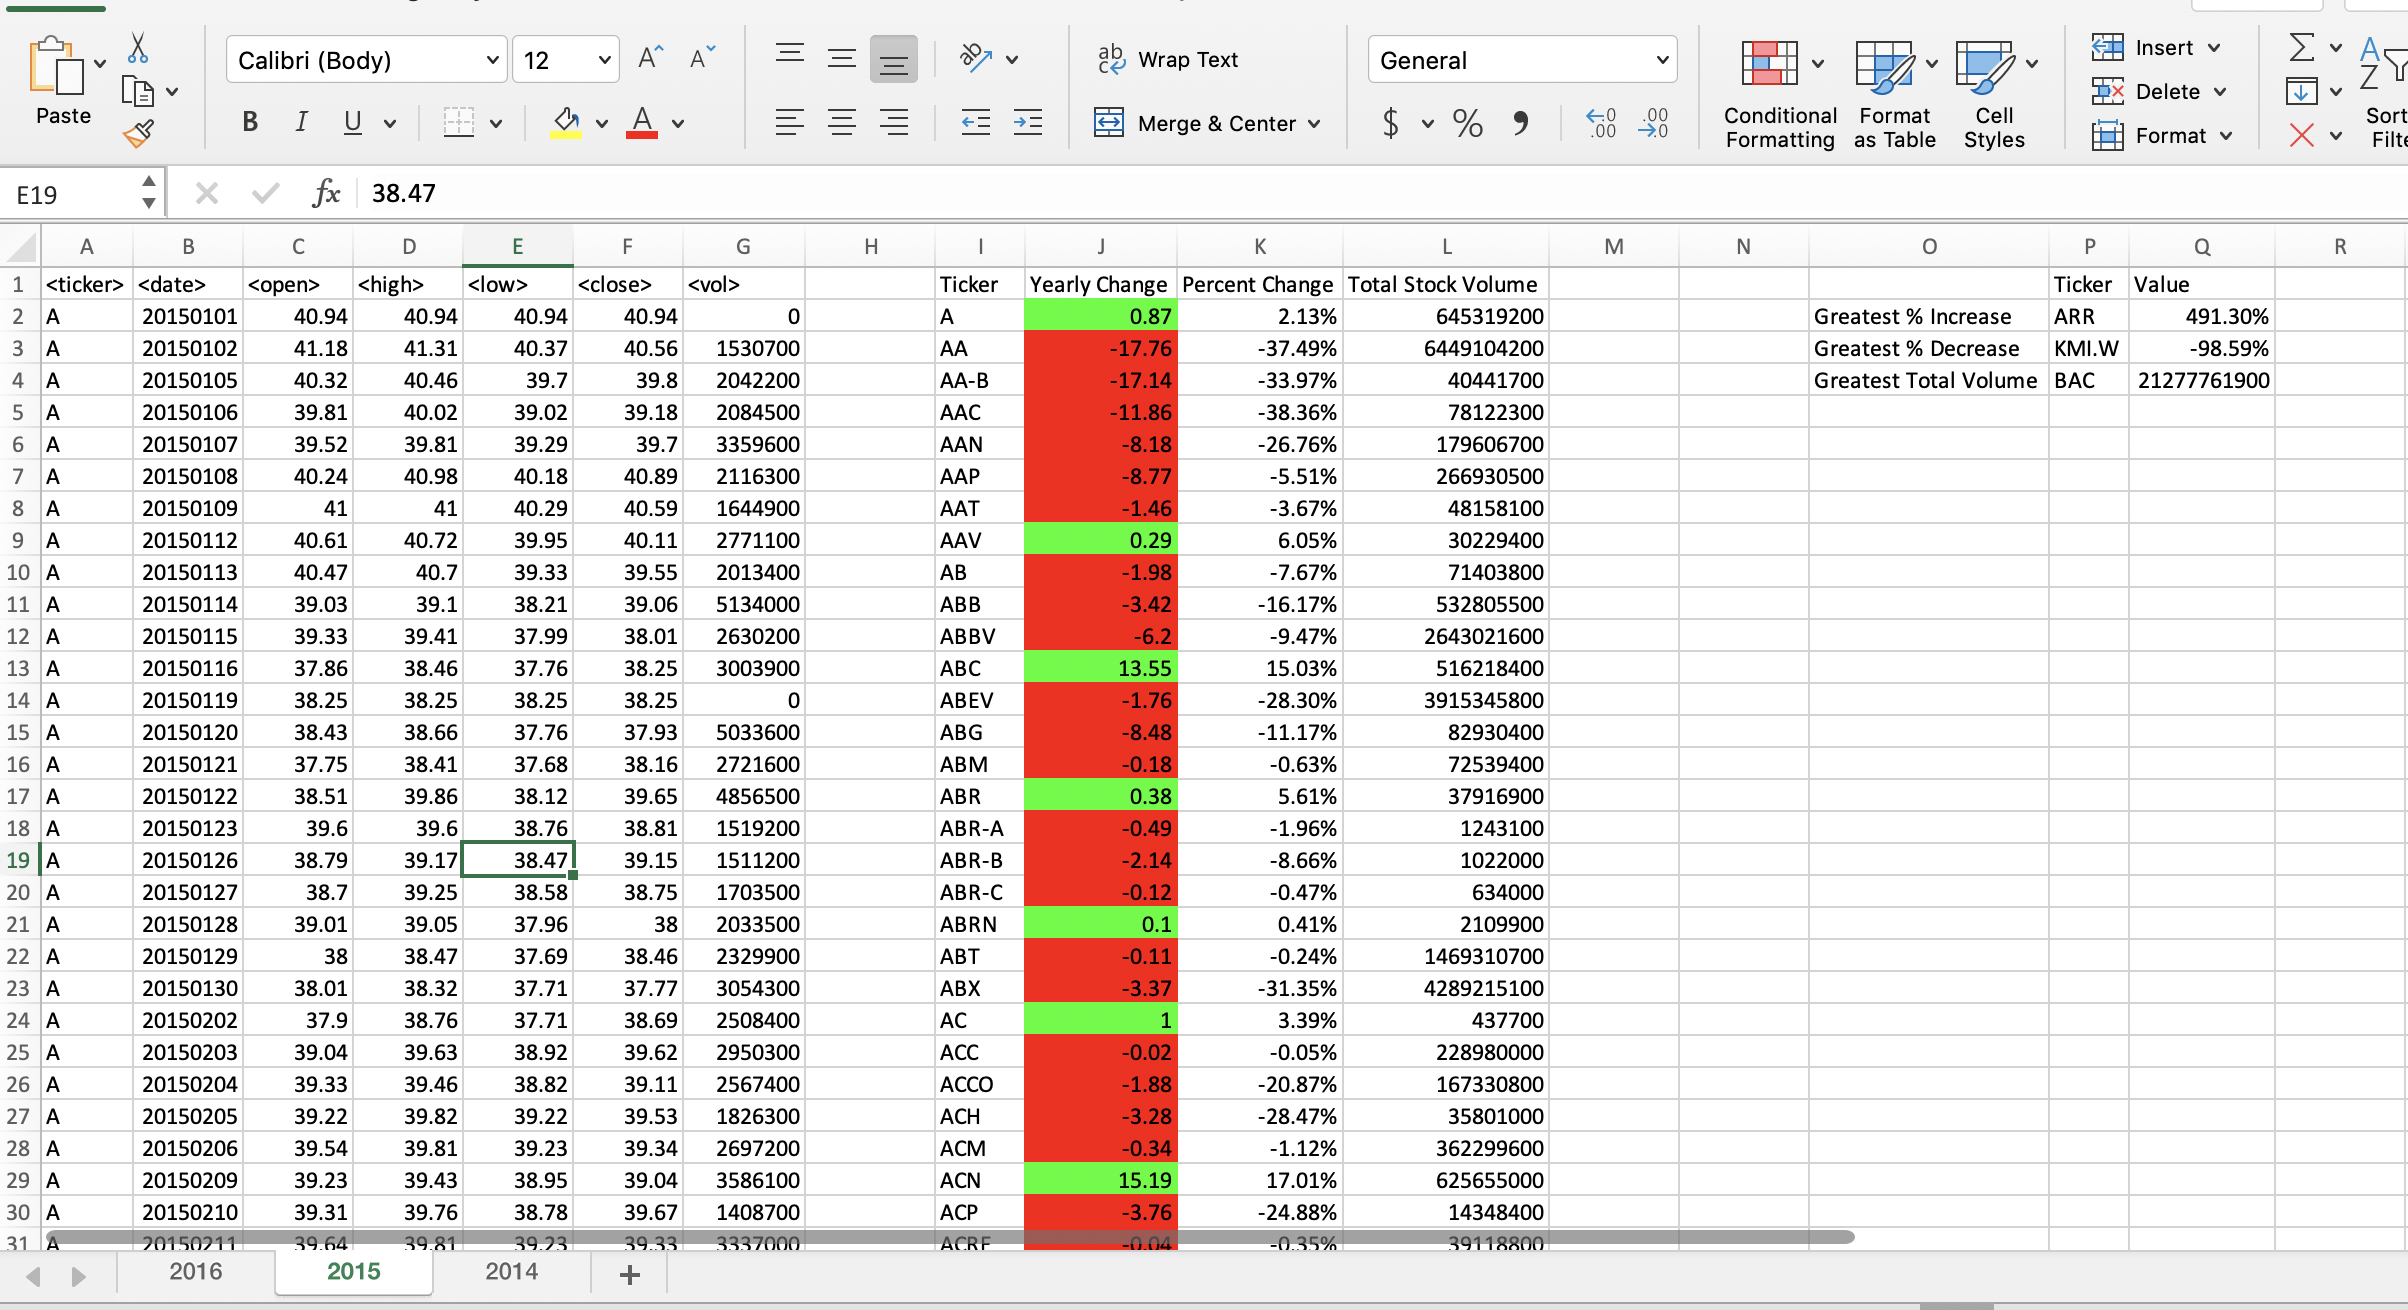 Paste
Calibri (Body) 12 A A
B I U A
ab Wrap Text
Merge & Center
General
$ % .00 .00
Conditional Formatting
Format as Table
Cell Styles
Insert
Delete
Format
Sort
E19 fx 38.47
A B C D E F G H I J K L M N O P Q R
1 <ticker> <date> <open> <high> <low> <close> <vol> Ticker Yearly Change Percent Change Total Stock Volume Ticker Value
2 A 20150101 40.94 40.94 40.94 40.94 0 A 0.87 2.13% 645319200 Greatest % Increase ARR 491.30%
3 A 20150102 41.18 41.31 40.37 40.56 1530700 AA -17.76 -37.49% 6449104200 Greatest % Decrease KMI.W -98.59%
4 A 20150105 40.32 40.46 39.7 39.8 2042200 AA-B -17.14 -33.97% 40441700 Greatest Total Volume BAC 21277761900
5 A 20150106 39.81 40.02 39.02 39.18 2084500 AAC -11.86 -38.36% 78122300
6 A 20150107 39.52 39.81 39.29 39.7 3359600 AAN -8.18 -26.76% 179606700
7 A 20150108 40.24 40.98 40.18 40.89 2116300 AAP -8.77 -5.51% 266930500
8 A 20150109 41 41 40.29 40.59 1644900 AAT -1.46 -3.67% 48158100
9 A 20150112 40.61 40.72 39.95 40.11 2771100 AAV 0.29 6.05% 30229400
10 A 20150113 40.47 40.7 39.33 39.55 2013400 AB -1.98 -7.67% 71403800
11 A 20150114 39.03 39.1 38.21 39.06 5134000 ABB -3.42 -16.17% 532805500
12 A 20150115 39.33 39.41 37.99 38.01 2630200 ABBV -6.2 -9.47% 2643021600
13 A 20150116 37.86 38.46 37.76 38.25 3003900 ABC 13.55 15.03% 516218400
14 A 20150119 38.25 38.25 38.25 38.25 0 ABEV -1.76 -28.30% 3915345800
15 A 20150120 38.43 38.66 37.76 37.93 5033600 ABG -8.48 -11.17% 82930400
16 A 20150121 37.75 38.41 37.68 38.16 2721600 ABM -0.18 -0.63% 72539400
17 A 20150122 38.51 39.86 38.12 39.65 4856500 ABR 0.38 5.61% 37916900
18 A 20150123 39.6 39.6 38.76 38.81 1519200 ABR-A -0.49 -1.96% 1243100
19 A 20150126 38.79 39.17 38.47 39.15 1511200 ABR-B -2.14 -8.66% 1022000
20 A 20150127 38.7 39.25 38.58 38.75 1703500 ABR-C -0.12 -0.47% 634000
21 A 20150128 39.01 39.05 37.96 38 2033500 ABRN 0.1 0.41% 2109900
22 A 20150129 38 38.47 37.69 38.46 2329900 ABT -0.11 -0.24% 1469310700
23 A 20150130 38.01 38.32 37.71 37.77 3054300 ABX -3.37 -31.35% 4289215100
24 A 20150202 37.9 38.76 37.71 38.69 2508400 AC 1 3.39% 437700
25 A 20150203 39.04 39.63 38.92 39.62 2950300 ACC -0.02 -0.05% 228980000
26 A 20150204 39.33 39.46 38.82 39.11 2567400 ACCO -1.88 -20.87% 167330800
27 A 20150205 39.22 39.82 39.22 39.53 1826300 ACH -3.28 -28.47% 35801000
28 A 20150206 39.54 39.81 39.23 39.34 2697200 ACM -0.34 -1.12% 362299600
29 A 20150209 39.23 39.43 38.95 39.04 3586100 ACN 15.19 17.01% 625655000
30 A 20150210 39.31 39.76 38.78 39.67 1408700 ACP -3.76 -24.88% 14348400
31 A 20150211 39.64 39.81 39.23 39.33 3337000 ACRE -0.04 -0.35% 39118800
2016 2015 2014 +